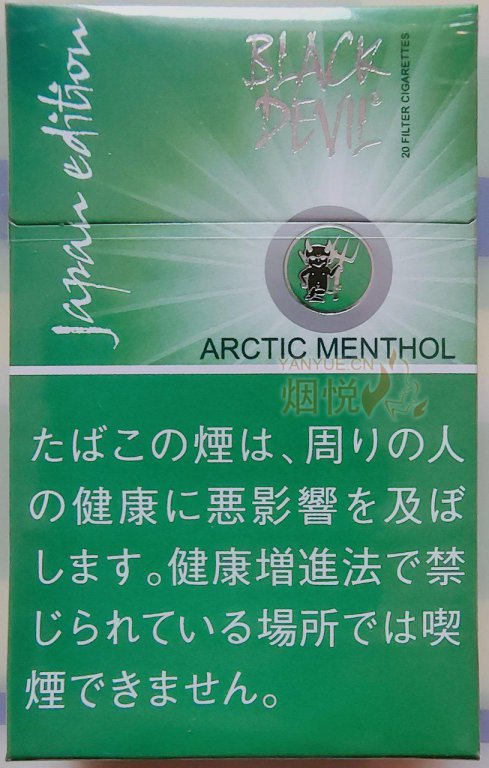 Japan edition
BLACK
DEVIL
20 FILTER CIGARETTES
ARCTIC MENTHOL
YANYUE.CN
烟悦
たばこの煙は、周りの人
の健康に悪影響を及ぼ
します。健康増進法で禁
じられている場所では喫
煙できません。